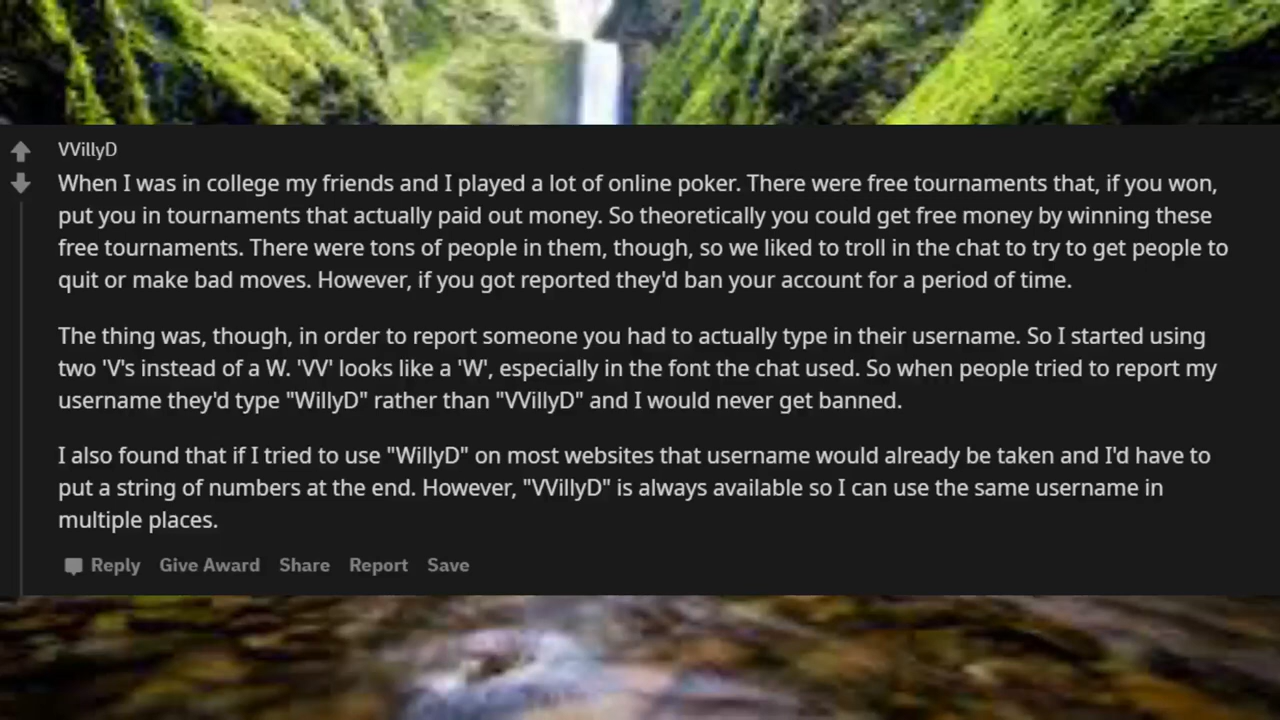 VVillyD
When I was in college my friends and I played a lot of online poker. There were free tournaments that, if you won,
put you in tournaments that actually paid out money. So theoretically you could get free money by winning these
free tournaments. There were tons of people in them, though, so we liked to troll in the chat to try to get people to
quit or make bad moves. However, if you got reported they'd ban your account for a period of time.
The thing was, though, in order to report someone you had to actually type in their username. So I started using
two 'V's instead of a W. 'VV' looks like a 'W', especially in the font the chat used. So when people tried to report my
username they'd type "WillyD" rather than "VVillyD" and I would never get banned.
I also found that if I tried to use "WillyD" on most websites that username would already be taken and I'd have to
put a string of numbers at the end. However, "VVillyD" is always available so I can use the same username in
multiple places.
Reply Give Award Share Report Save